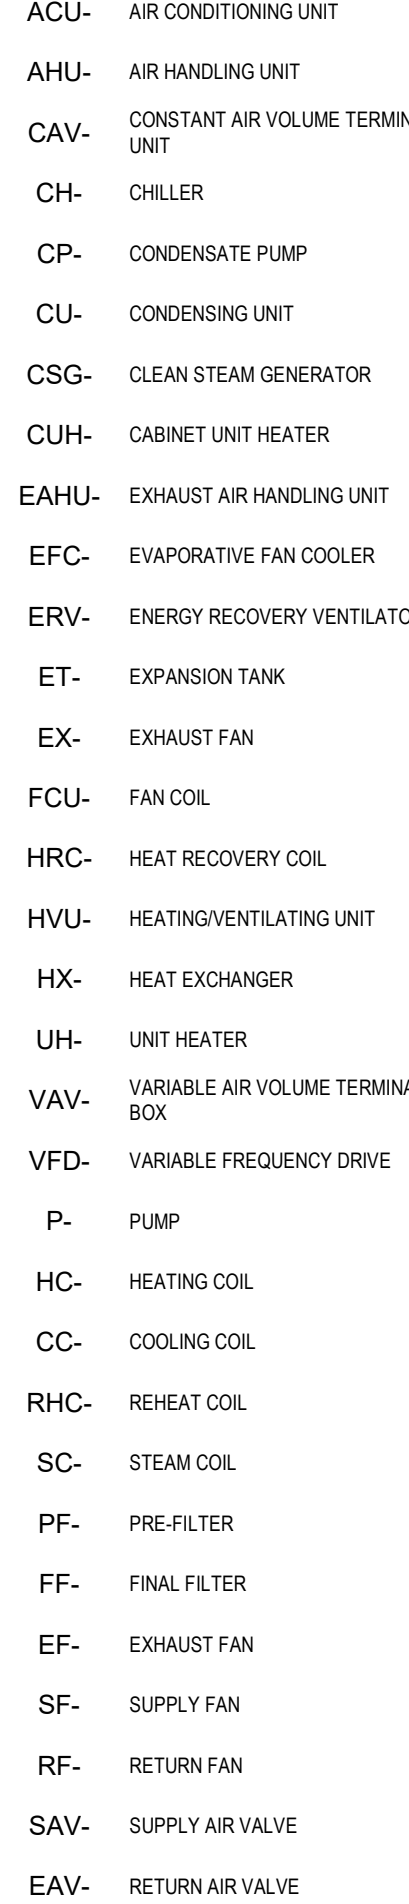 ACU- AIR CONDITIONING UNIT
AHU- AIR HANDLING UNIT
CAV- CONSTANT AIR VOLUME TERMIN
UNIT
CH- CHILLER
CP- CONDENSATE PUMP
CU- CONDENSING UNIT
CSG- CLEAN STEAM GENERATOR
CUH- CABINET UNIT HEATER
EAHU- EXHAUST AIR HANDLING UNIT
EFC- EVAPORATIVE FAN COOLER
ERV- ENERGY RECOVERY VENTILATO
ET- EXPANSION TANK
EX- EXHAUST FAN
FCU- FAN COIL
HRC- HEAT RECOVERY COIL
HVU- HEATING/VENTILATING UNIT
HX- HEAT EXCHANGER
UH- UNIT HEATER
VAV- VARIABLE AIR VOLUME TERMINA
BOX
VFD- VARIABLE FREQUENCY DRIVE
P- PUMP
HC- HEATING COIL
CC- COOLING COIL
RHC- REHEAT COIL
SC- STEAM COIL
PF- PRE-FILTER
FF- FINAL FILTER
EF- EXHAUST FAN
SF- SUPPLY FAN
RF- RETURN FAN
SAV- SUPPLY AIR VALVE
EAV- RETURN AIR VALVE